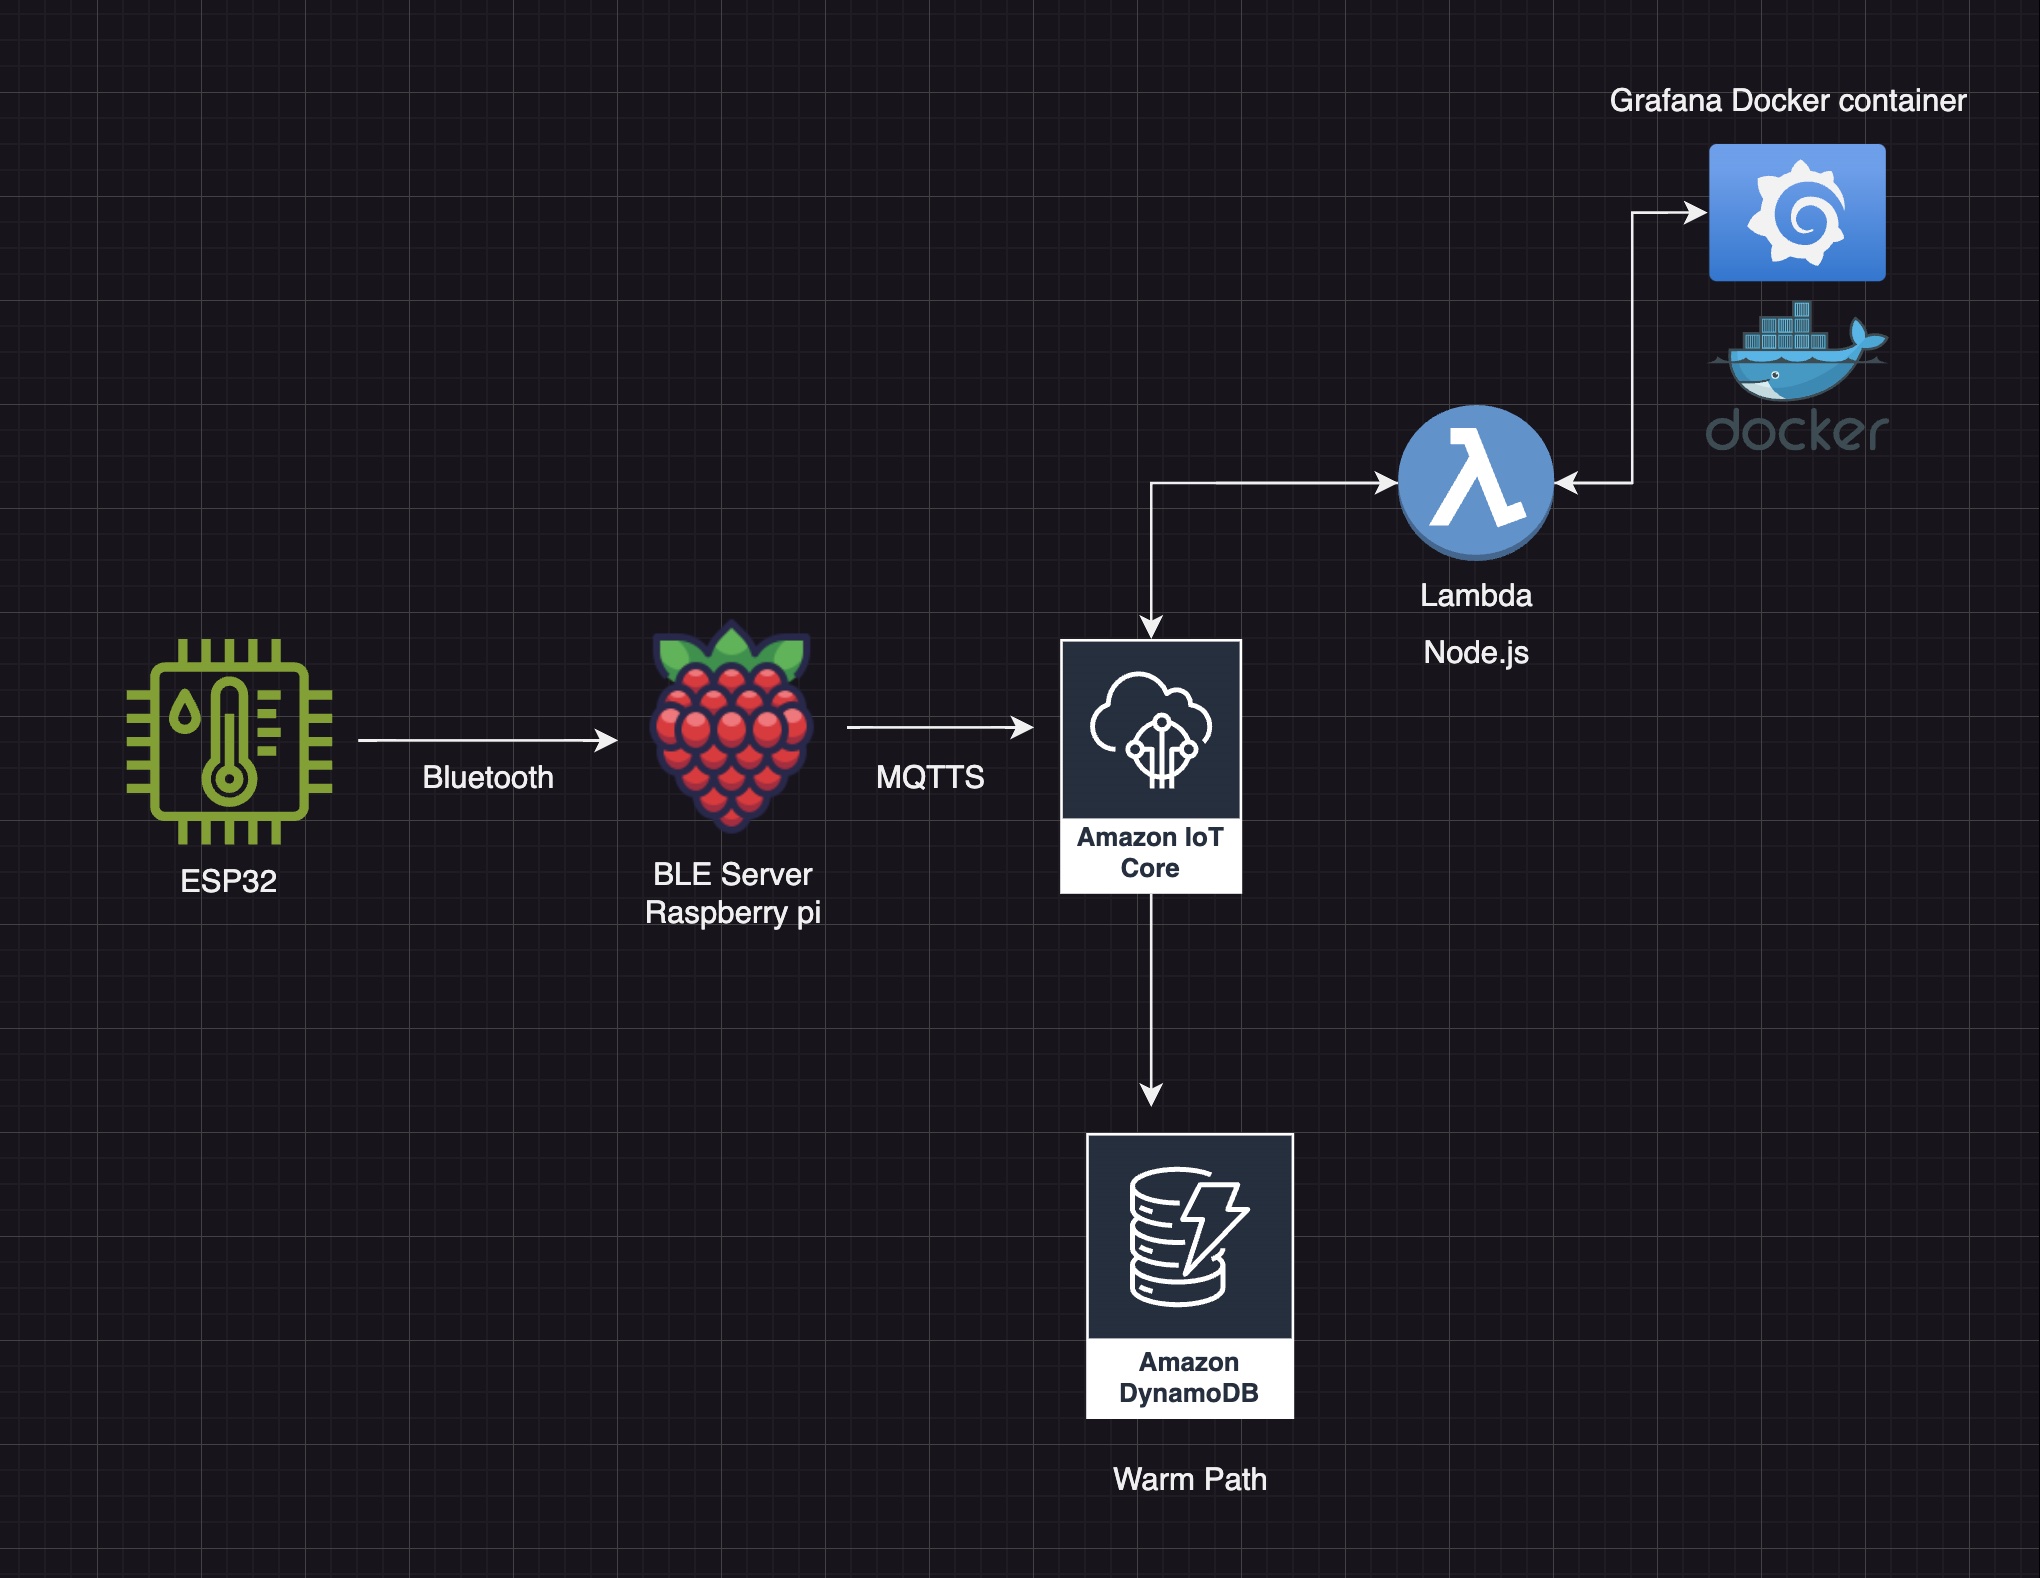 Grafana Docker container
docker
Lambda
Node.js
Bluetooth
MQTTS
ESP32
BLE Server
Raspberry pi
Amazon IoT
Core
Amazon
DynamoDB
Warm Path